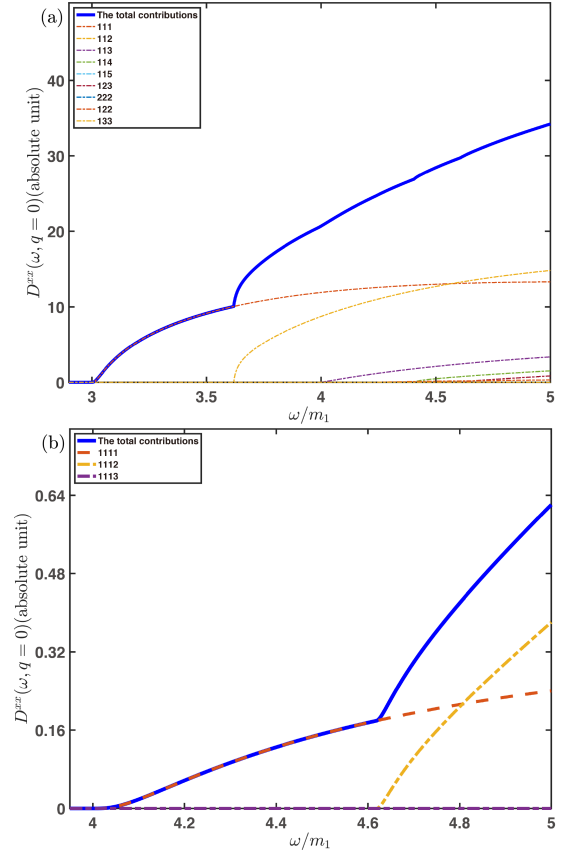 (a)
The total contributions
111
112
113
114
115
123
222
122
133
D^{xx}(ω, q = 0)(absolute unit)
40
30
20
10
0
3 3.5 4 4.5 5
ω/m₁
(b)
The total contributions
1111
1112
1113
D^{xx}(ω, q = 0)(absolute unit)
0.64
0.48
0.32
0.16
0
4 4.2 4.4 4.6 4.8 5
ω/m₁